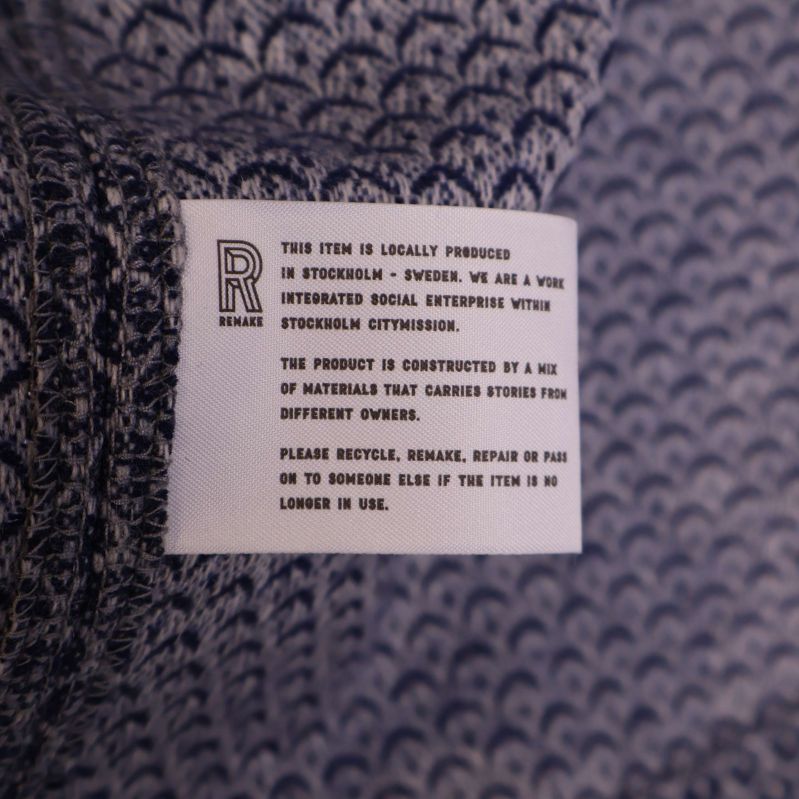 R
REMAKE
THIS ITEM IS LOCALLY PRODUCED
IN STOCKHOLM - SWEDEN. WE ARE A WORK
INTEGRATED SOCIAL ENTERPRISE WITHIN
STOCKHOLM CITYMISSION.
THE PRODUCT IS CONSTRUCTED BY A MIX
OF MATERIALS THAT CARRIES STORIES FROM
DIFFERENT OWNERS.
PLEASE RECYCLE, REMAKE, REPAIR OR PASS
ON TO SOMEONE ELSE IF THE ITEM IS NO
LONGER IN USE.